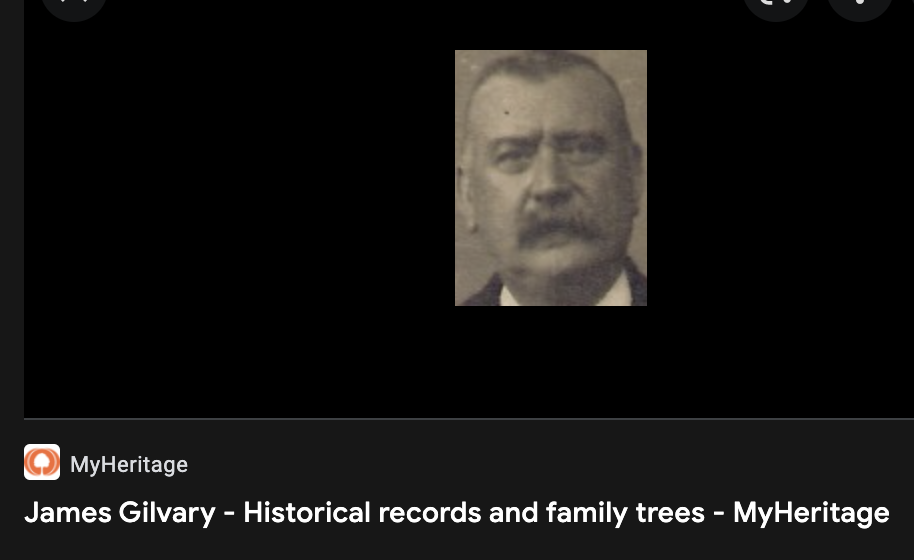 MyHeritage
James Gilvary - Historical records and family trees - MyHeritage